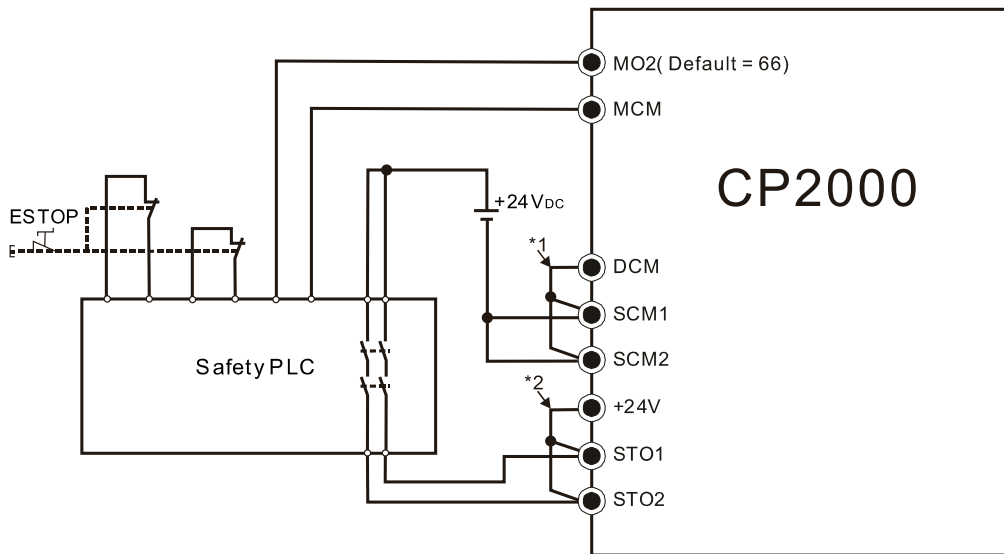 MO2( Default = 66)
MCM
CP2000
+24VDC
ESTOP
*1
DCM
SCM1
Safety PLC
SCM2
*2
+24V
STO1
STO2